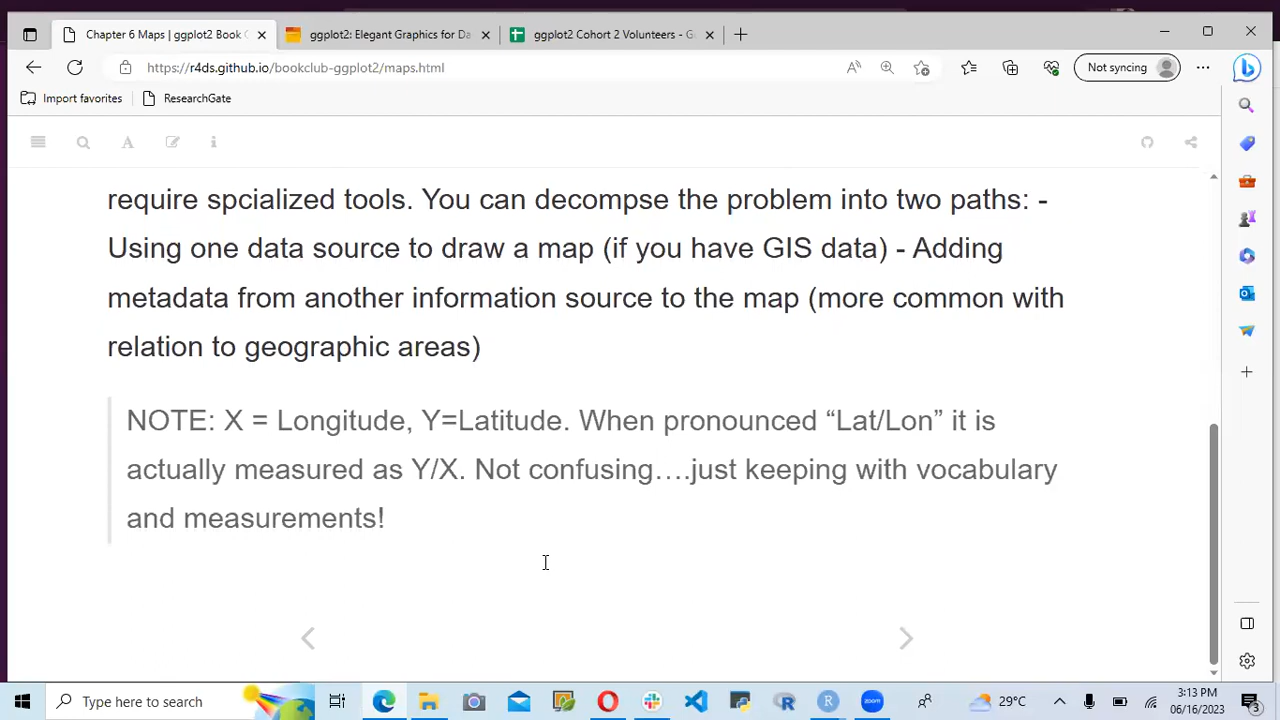 Chapter 6 Maps | ggplot2 Book C
ggplot2: Elegant Graphics for Da
ggplot2 Cohort 2 Volunteers - G
https://r4ds.github.io/bookclub-ggplot2/maps.html
Not syncing
Import favorites
ResearchGate
require spcialized tools. You can decompse the problem into two paths: -
Using one data source to draw a map (if you have GIS data) - Adding
metadata from another information source to the map (more common with
relation to geographic areas)
NOTE: X = Longitude, Y=Latitude. When pronounced “Lat/Lon” it is
actually measured as Y/X. Not confusing….just keeping with vocabulary
and measurements!
Type here to search
zoom
29°C
3:13 PM
06/16/2023
3